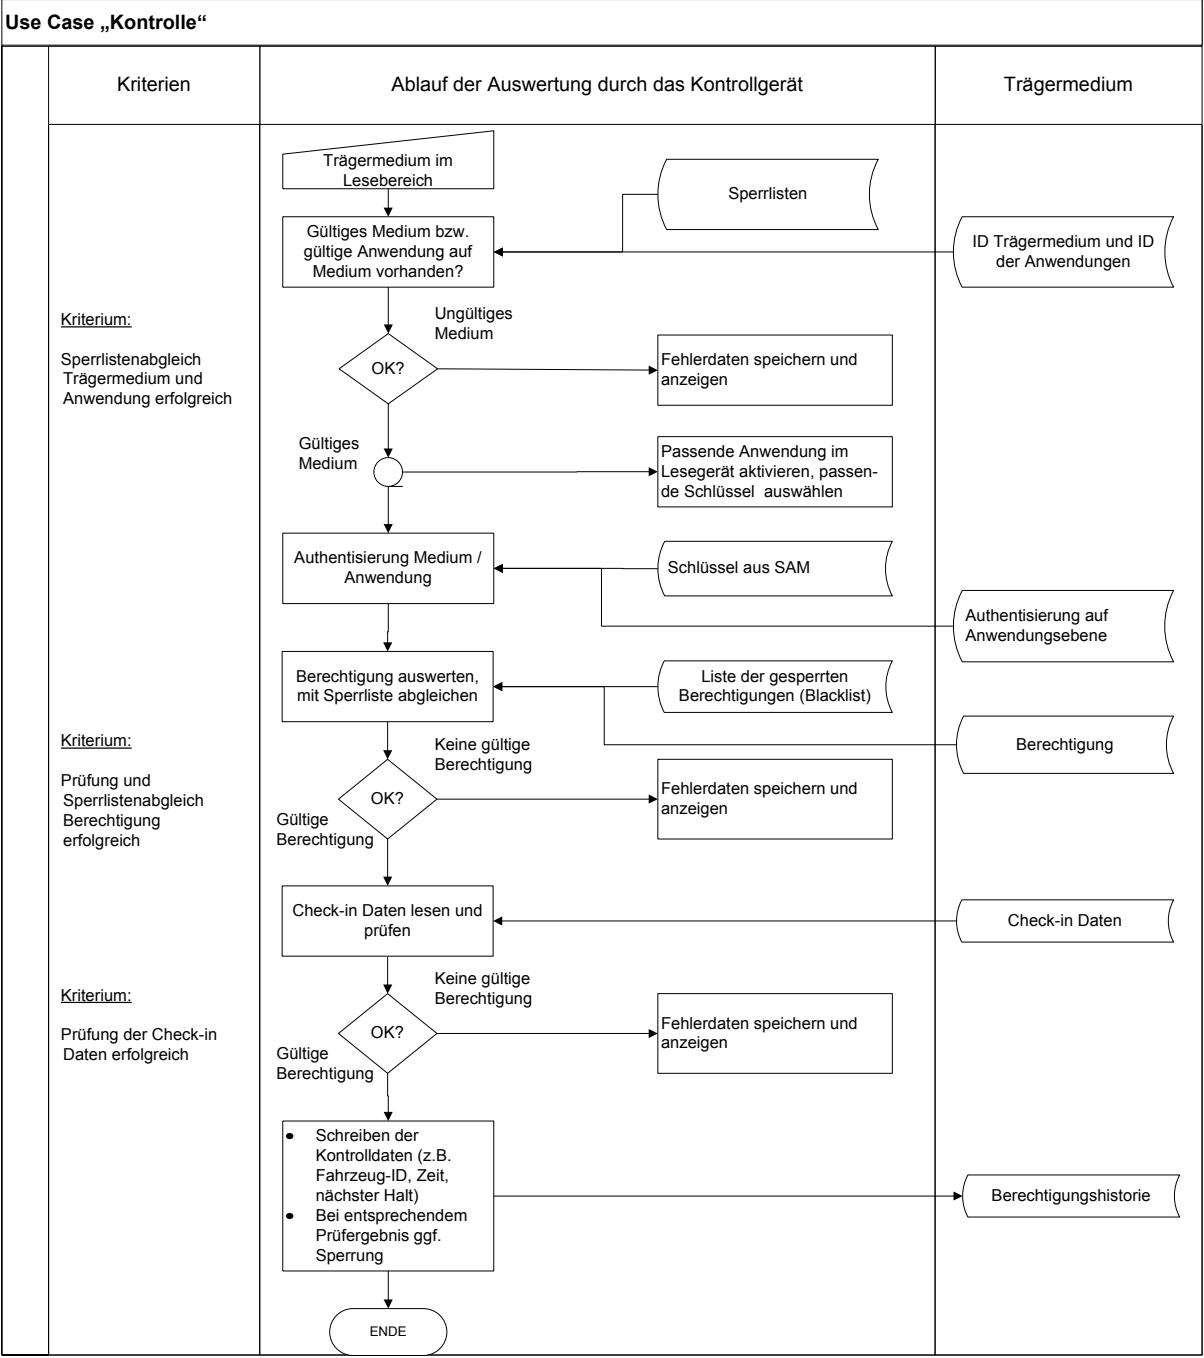 Use Case „Kontrolle“
Kriterien
Ablauf der Auswertung durch das Kontrollgerät
Trägermedium
Trägermedium im
Lesebereich
Sperrlisten
Gültiges Medium bzw.
gültige Anwendung auf
Medium vorhanden?
ID Trägermedium und ID
der Anwendungen
Kriterium:
Sperrlistenabgleich
Trägermedium und
Anwendung erfolgreich
Ungültiges
Medium
OK?
Fehlerdaten speichern und
anzeigen
Gültiges
Medium
Passende Anwendung im
Lesegerät aktivieren, passen-
de Schlüssel auswählen
Authentisierung Medium /
Anwendung
Schlüssel aus SAM
Authentisierung auf
Anwendungsebene
Berechtigung auswerten,
mit Sperrliste abgleichen
Liste der gesperrten
Berechtigungen (Blacklist)
Berechtigung
Kriterium:
Prüfung und
Sperrlistenabgleich
Berechtigung
erfolgreich
Keine gültige
Berechtigung
OK?
Fehlerdaten speichern und
anzeigen
Gültige
Berechtigung
Check-in Daten lesen und
prüfen
Check-in Daten
Kriterium:
Prüfung der Check-in
Daten erfolgreich
Keine gültige
Berechtigung
OK?
Fehlerdaten speichern und
anzeigen
Gültige
Berechtigung
• Schreiben der
Kontrolldaten (z.B.
Fahrzeug-ID, Zeit,
nächster Halt)
• Bei entsprechendem
Prüfergebnis ggf.
Sperrung
Berechtigungshistorie
ENDE